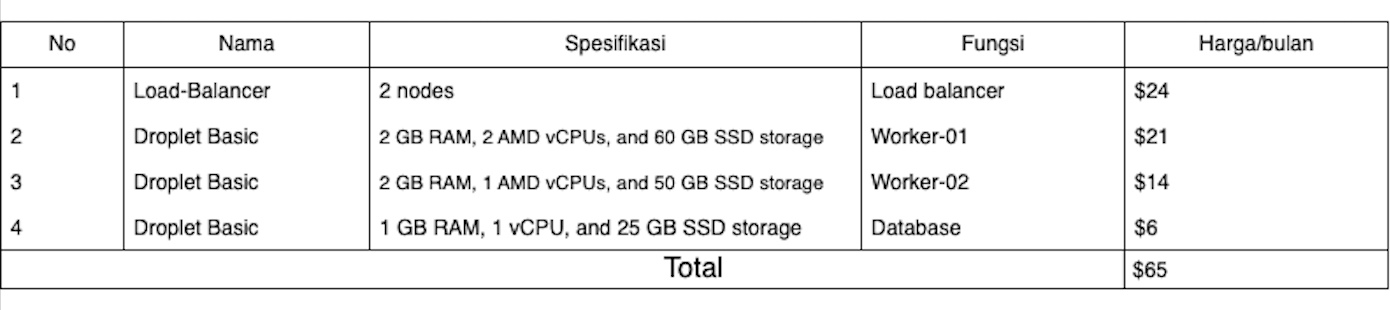 No Nama Spesifikasi Fungsi Harga/bulan
1 Load-Balancer 2 nodes Load balancer $24
2 Droplet Basic 2 GB RAM, 2 AMD vCPUs, and 60 GB SSD storage Worker-01 $21
3 Droplet Basic 2 GB RAM, 1 AMD vCPUs, and 50 GB SSD storage Worker-02 $14
4 Droplet Basic 1 GB RAM, 1 vCPU, and 25 GB SSD storage Database $6
Total $65